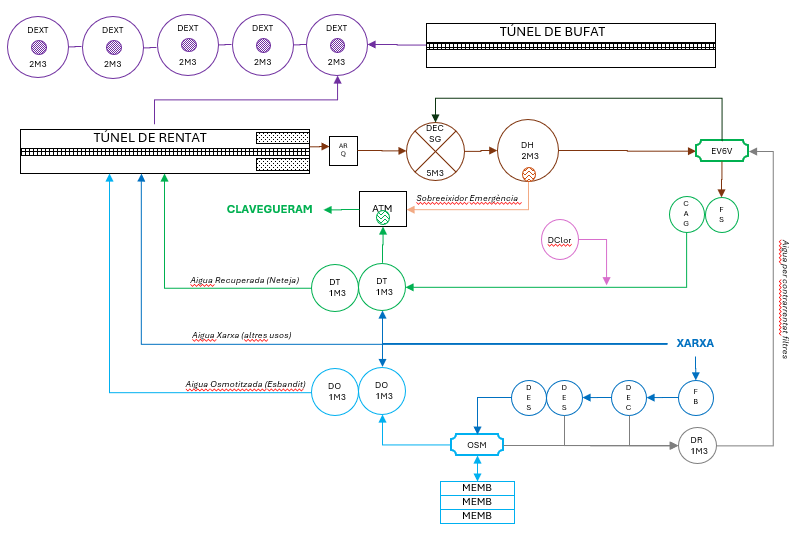 DEXT
2M3
DEXT
2M3
DEXT
2M3
DEXT
2M3
DEXT
2M3
TÚNEL DE BUFAT
TÚNEL DE RENTAT
AR
Q
DEC
SG
5M3
DH
2M3
EV6V
Sobreeixidor Emergència
CLAVEGUERAM
ATM
C
A
G
F
S
DClor
Aigua per contrarrentat filtres
Aigua Recuperada (Neteja)
DT
1M3
DT
1M3
Aigua Xarxa (altres usos)
XARXA
Aigua Osmotitzada (Esbandit)
DO
1M3
DO
1M3
D
E
S
D
E
S
D
E
C
F
B
OSM
DR
1M3
MEMB
MEMB
MEMB